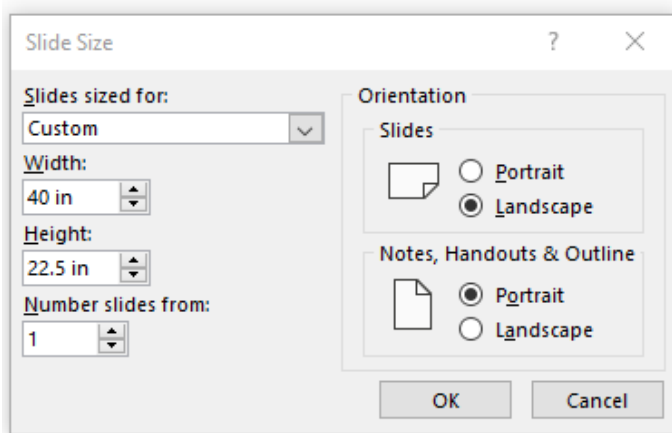 Slide Size
Slides sized for:
Custom
Width:
40 in
Height:
22.5 in
Number slides from:
1
Orientation
Slides
Portrait
Landscape
Notes, Handouts & Outline
Portrait
Landscape
OK
Cancel